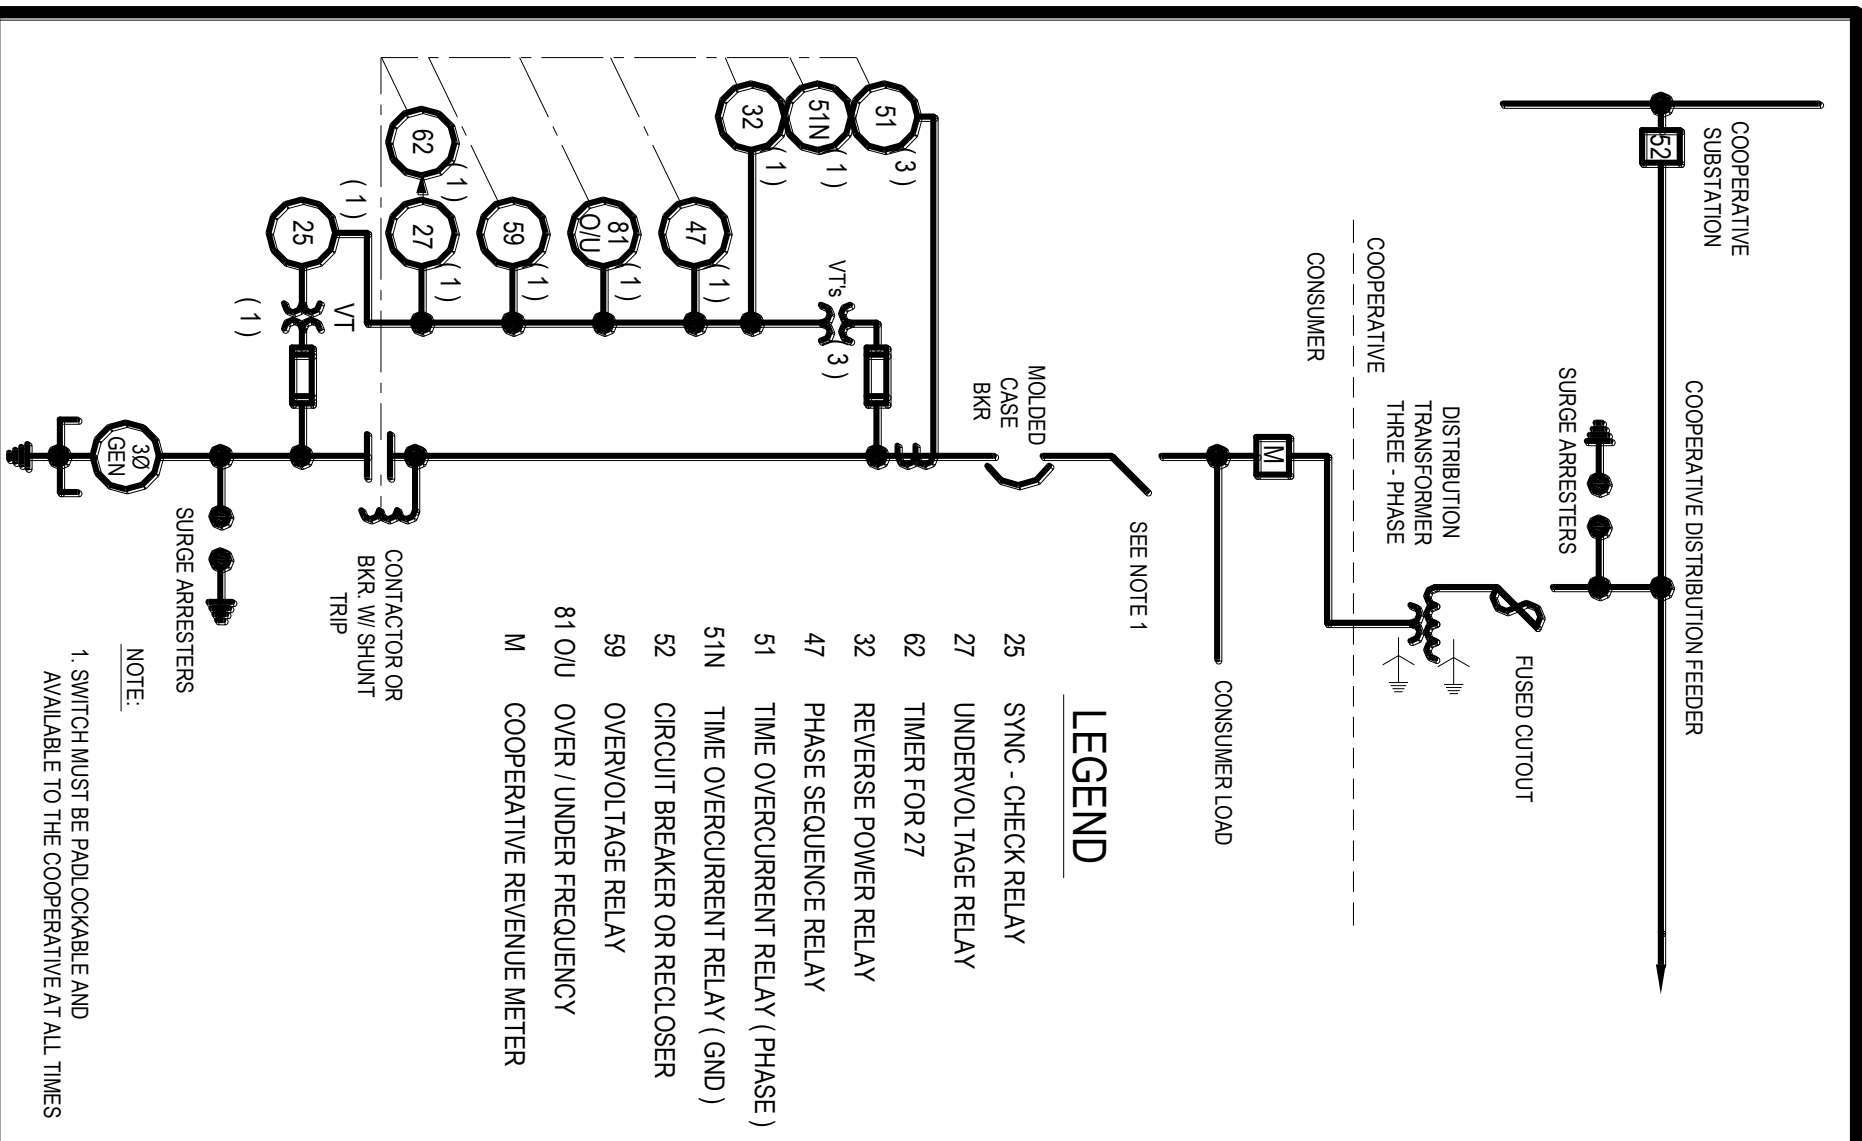 COOPERATIVE
SUBSTATION
52
COOPERATIVE DISTRIBUTION FEEDER
SURGE ARRESTERS
FUSED CUTOUT
DISTRIBUTION
TRANSFORMER
THREE - PHASE
COOPERATIVE
CONSUMER
M
CONSUMER LOAD
SEE NOTE 1
MOLDED
CASE
BKR
51
( 3 )
51N
( 1 )
32
( 1 )
VT's
( 3 )
47
( 1 )
81
O/U
( 1 )
59
( 1 )
62
( 1 )
27
( 1 )
25
( 1 )
VT
( 1 )
CONTACTOR OR
BKR. W/ SHUNT
TRIP
SURGE ARRESTERS
3Ø
GEN
LEGEND
25 SYNC - CHECK RELAY
27 UNDERVOLTAGE RELAY
62 TIMER FOR 27
32 REVERSE POWER RELAY
47 PHASE SEQUENCE RELAY
51 TIME OVERCURRENT RELAY ( PHASE )
51N TIME OVERCURRENT RELAY ( GND )
52 CIRCUIT BREAKER OR RECLOSER
59 OVERVOLTAGE RELAY
81 O/U OVER / UNDER FREQUENCY
M COOPERATIVE REVENUE METER
NOTE:
1. SWITCH MUST BE PADLOCKABLE AND
AVAILABLE TO THE COOPERATIVE AT ALL TIMES